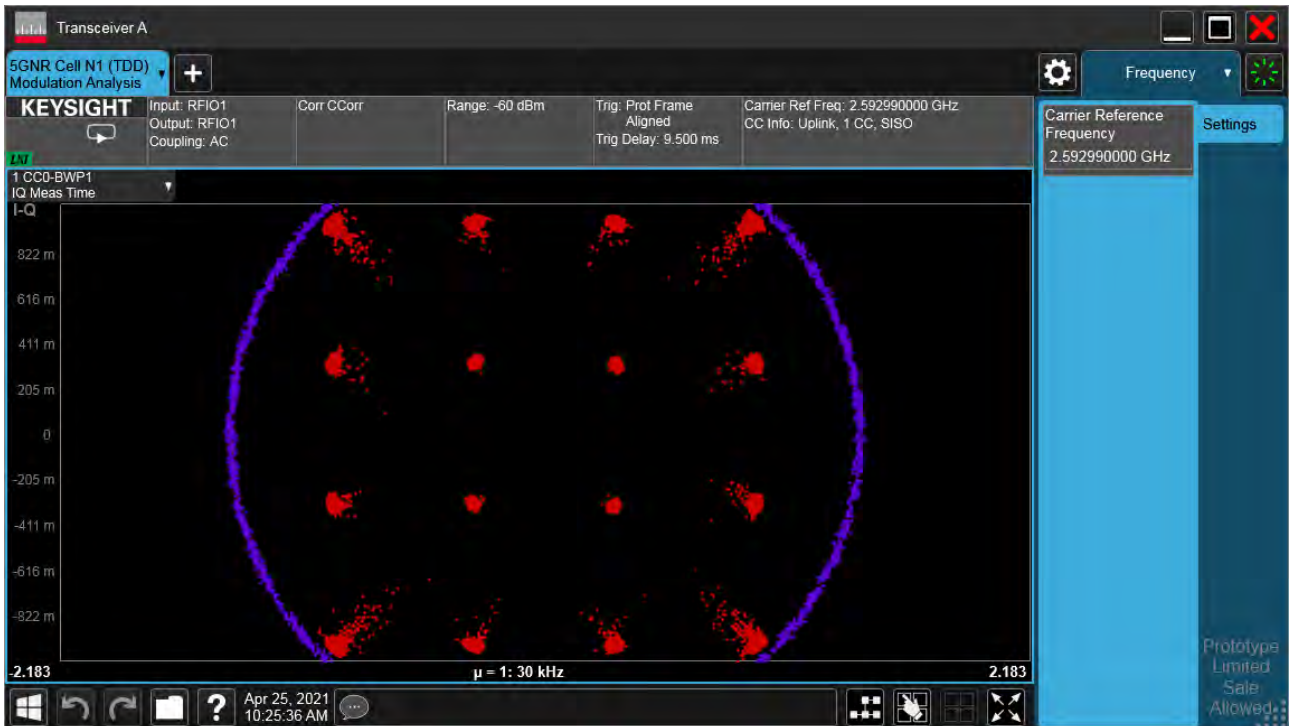 Transceiver A
5GNR Cell N1 (TDD)
Modulation Analysis
+
Frequency
KEYSIGHT
LNI
Input: RFIO1
Output: RFIO1
Coupling: AC
Corr CCorr
Range: -60 dBm
Trig: Prot Frame
Aligned
Trig Delay: 9.500 ms
Carrier Ref Freq: 2.592990000 GHz
CC Info: Uplink, 1 CC, SISO
Carrier Reference
Frequency
2.592990000 GHz
Settings
1 CC0-BWP1
IQ Meas Time
I-Q
822 m
616 m
411 m
205 m
0
-205 m
-411 m
-616 m
-822 m
-2.183
μ = 1: 30 kHz
2.183
Prototype
Limited
Sale
Allowed
?
Apr 25, 2021
10:25:36 AM